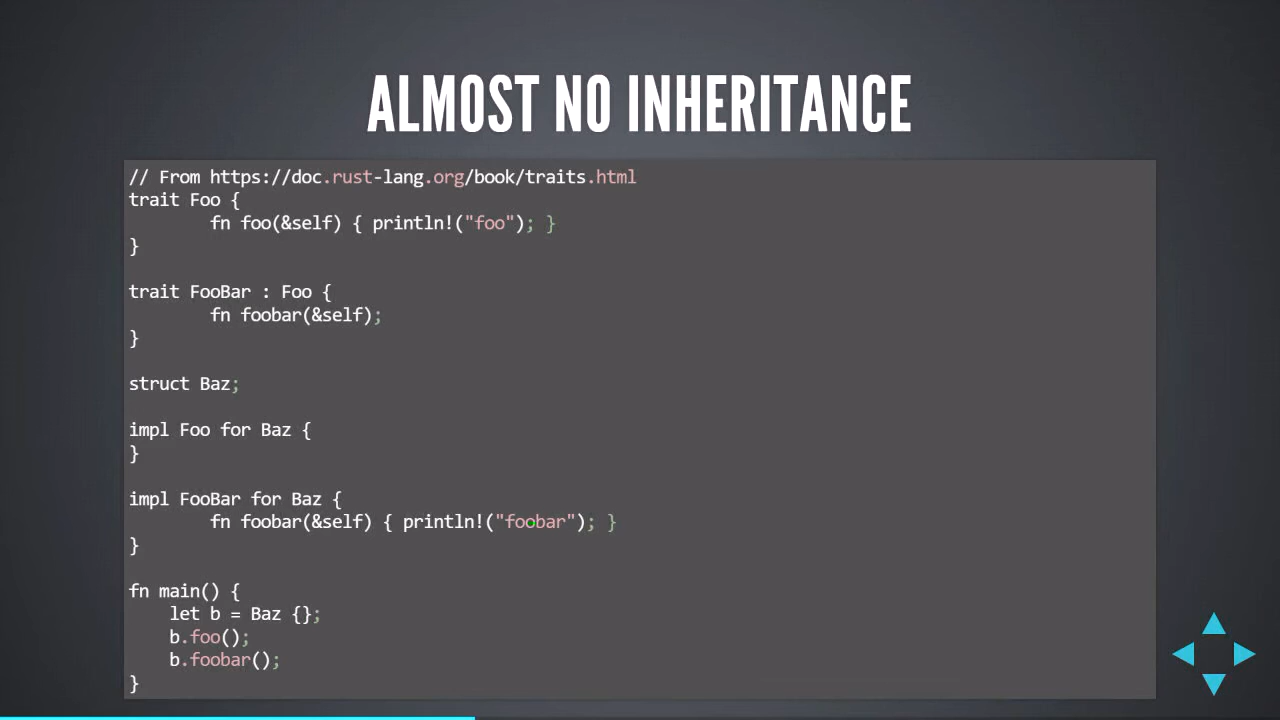 ALMOST NO INHERITANCE
// From https://doc.rust-lang.org/book/traits.html
trait Foo {
        fn foo(&self) { println!("foo"); }
}
trait FooBar : Foo {
        fn foobar(&self);
}
struct Baz;
impl Foo for Baz {
}
impl FooBar for Baz {
        fn foobar(&self) { println!("foobar"); }
}
fn main() {
    let b = Baz {};
    b.foo();
    b.foobar();
}